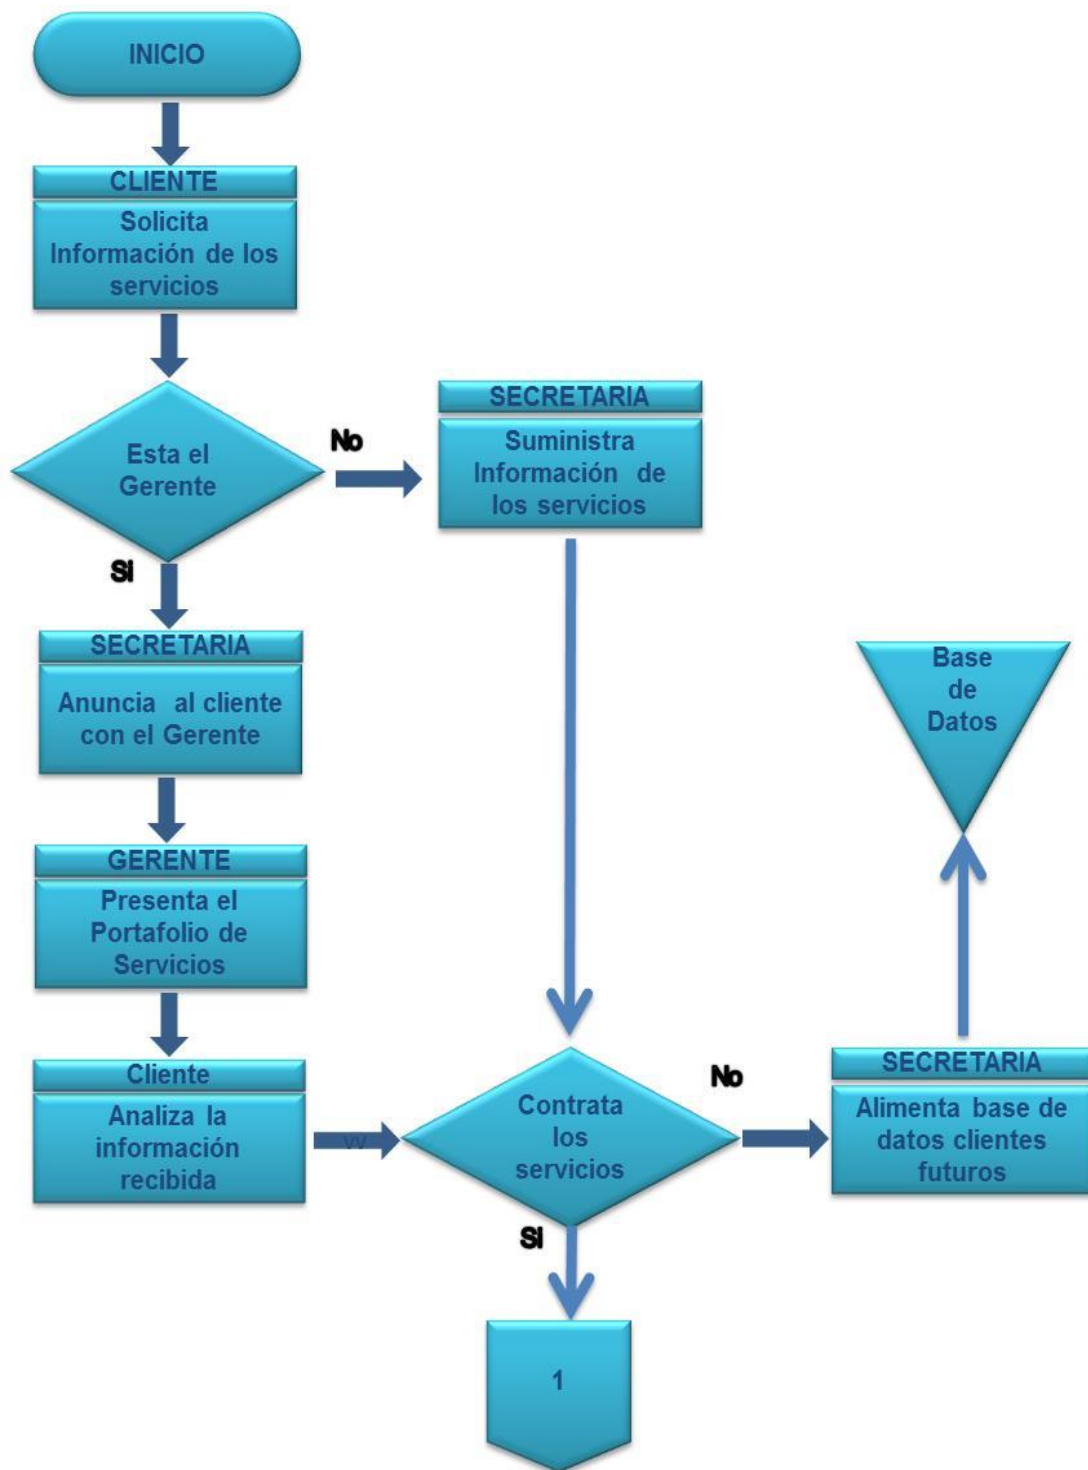 INICIO
CLIENTE
Solicita
Información de los
servicios
Esta el
Gerente
No
SECRETARIA
Suministra
Información de
los servicios
Si
SECRETARIA
Anuncia al cliente
con el Gerente
GERENTE
Presenta el
Portafolio de
Servicios
Cliente
Analiza la
información
recibida
vv
Contrata
los
servicios
No
SECRETARIA
Alimenta base de
datos clientes
futuros
Base
de
Datos
Si
1